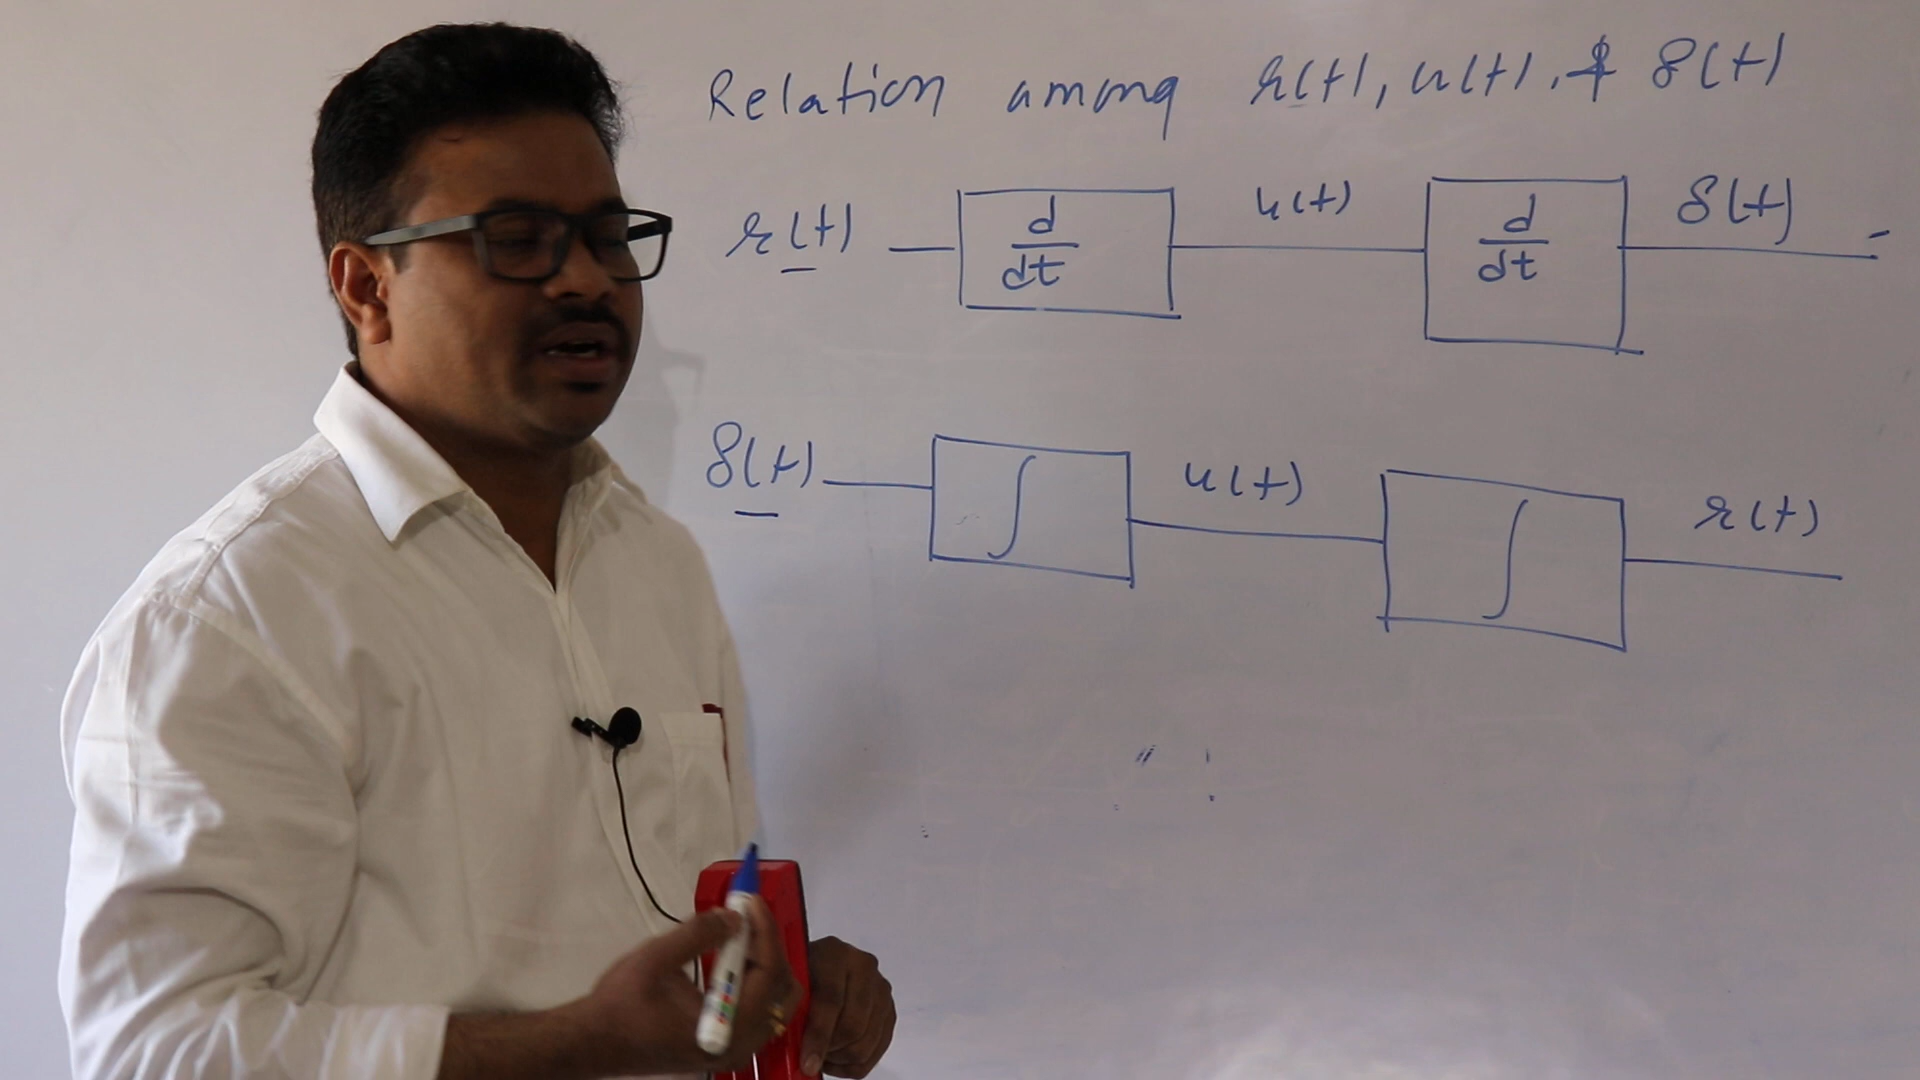 Relation among r(t), u(t), & δ(t)
r(t) d/dt u(t) d/dt δ(t)
δ(t) ∫ u(t) ∫ r(t)